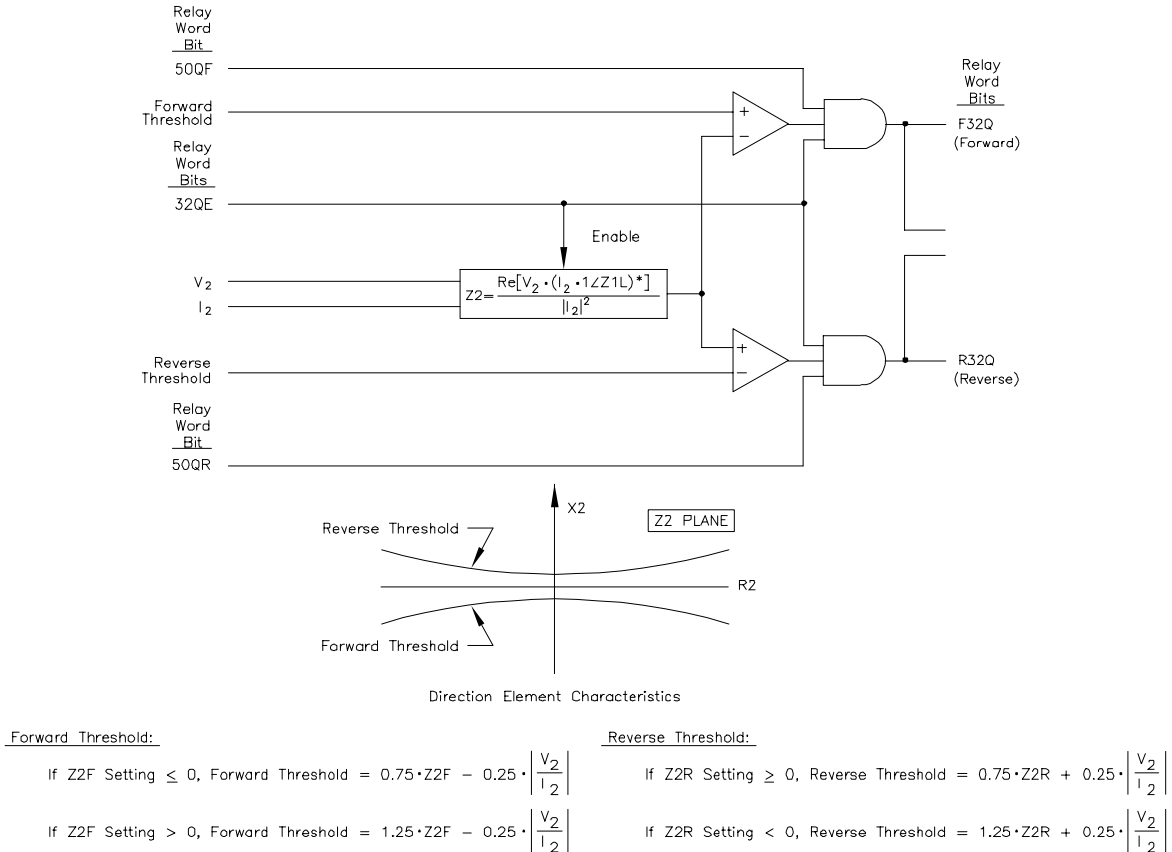 Relay
Word
Bit
50QF
Forward
Threshold
Relay
Word
Bits
32QE
Enable
V2
I2
Z2=Re[V2·(I2·1∠Z1L)*]/|I2|²
+
−
+
−
Reverse
Threshold
Relay
Word
Bit
50QR
Relay
Word
Bits
F32Q
(Forward)
R32Q
(Reverse)
X2
Z2 PLANE
Reverse Threshold
R2
Forward Threshold
Direction Element Characteristics
Forward Threshold:
If Z2F Setting ≤ 0, Forward Threshold = 0.75·Z2F − 0.25·|V2/I2|
If Z2F Setting > 0, Forward Threshold = 1.25·Z2F − 0.25·|V2/I2|
Reverse Threshold:
If Z2R Setting ≥ 0, Reverse Threshold = 0.75·Z2R + 0.25·|V2/I2|
If Z2R Setting < 0, Reverse Threshold = 1.25·Z2R + 0.25·|V2/I2|